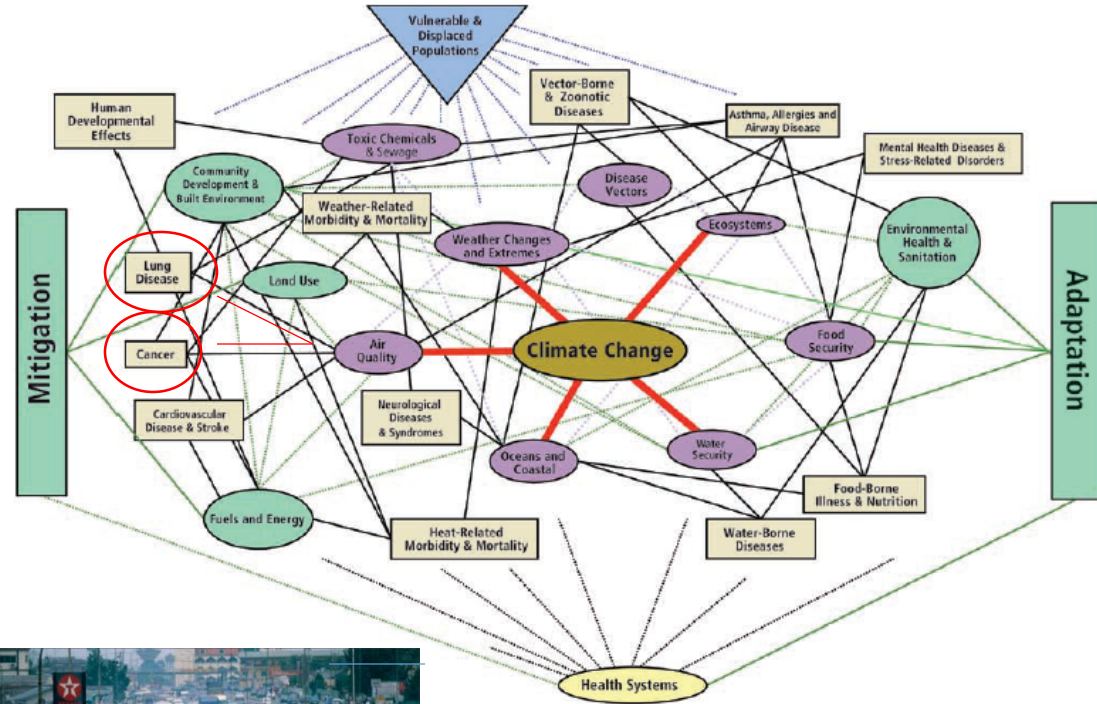 Vulnerable &
Displaced
Populations
Vector-Borne
& Zoonotic
Diseases
Human
Developmental
Effects
Asthma, Allergies and
Airway Disease
Toxic Chemicals
& Sewage
Mental Health Diseases &
Stress-Related Disorders
Community
Development &
Built Environment
Disease
Vectors
Weather-Related
Morbidity & Mortality
Ecosystems
Environmental
Health &
Sanitation
Weather Changes
and Extremes
Lung
Disease
Land Use
Mitigation
Adaptation
Air
Quality
Climate Change
Food
Security
Cancer
Cardiovascular
Disease & Stroke
Neurological
Diseases
& Syndromes
Oceans and
Coastal
Water
Security
Food-Borne
Illness & Nutrition
Fuels and Energy
Heat-Related
Morbidity & Mortality
Water-Borne
Diseases
Health Systems